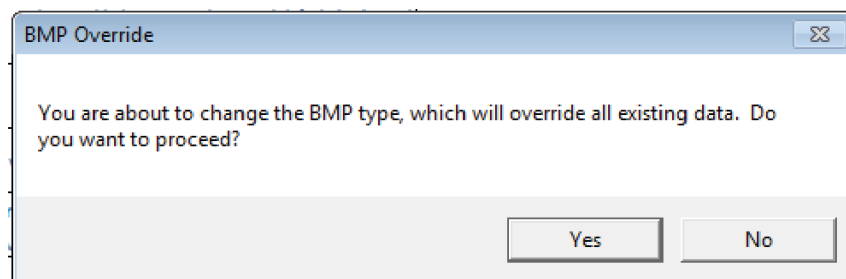 BMP Override
You are about to change the BMP type, which will override all existing data.  Do
you want to proceed?
Yes
No